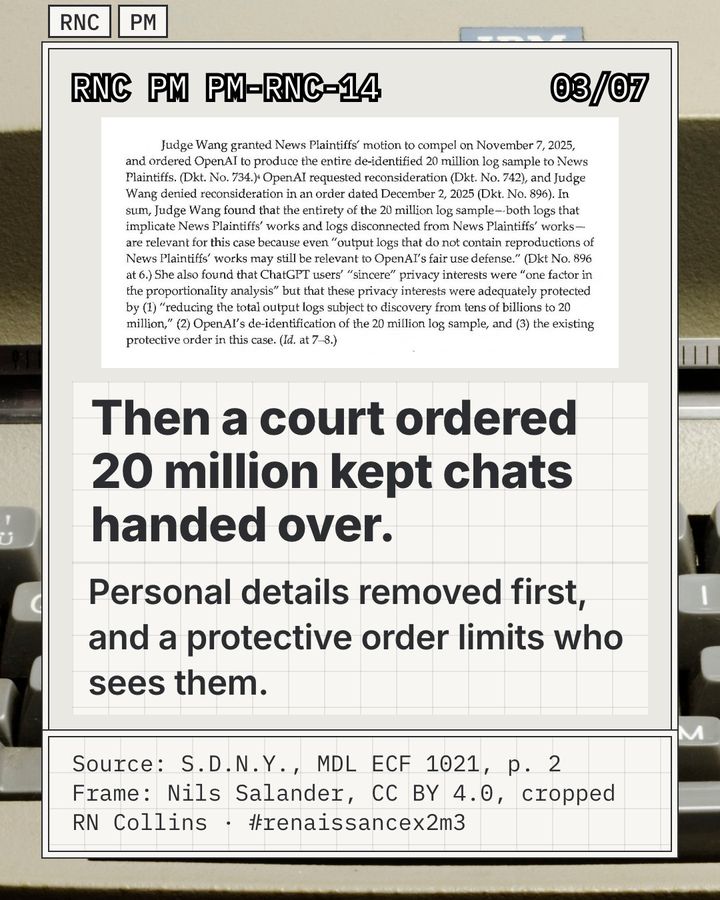 RNC PM
IBM
RNC PM PM-RNC-14 03/07
Judge Wang granted News Plaintiffs' motion to compel on November 7, 2025,
and ordered OpenAI to produce the entire de-identified 20 million log sample to News
Plaintiffs. (Dkt. No. 734.)⁴ OpenAI requested reconsideration (Dkt. No. 742), and Judge
Wang denied reconsideration in an order dated December 2, 2025 (Dkt. No. 896). In
sum, Judge Wang found that the entirety of the 20 million log sample—both logs that
implicate News Plaintiffs' works and logs disconnected from News Plaintiffs' works—
are relevant for this case because even "output logs that do not contain reproductions of
News Plaintiffs' works may still be relevant to OpenAI's fair use defense." (Dkt No. 896
at 6.) She also found that ChatGPT users' "sincere" privacy interests were "one factor in
the proportionality analysis" but that these privacy interests were adequately protected
by (1) "reducing the total output logs subject to discovery from tens of billions to 20
million," (2) OpenAI's de-identification of the 20 million log sample, and (3) the existing
protective order in this case. (Id. at 7–8.)
Then a court ordered
20 million kept chats
handed over.
Personal details removed first,
and a protective order limits who
sees them.
Source: S.D.N.Y., MDL ECF 1021, p. 2
Frame: Nils Salander, CC BY 4.0, cropped
RN Collins · #renaissancex2m3